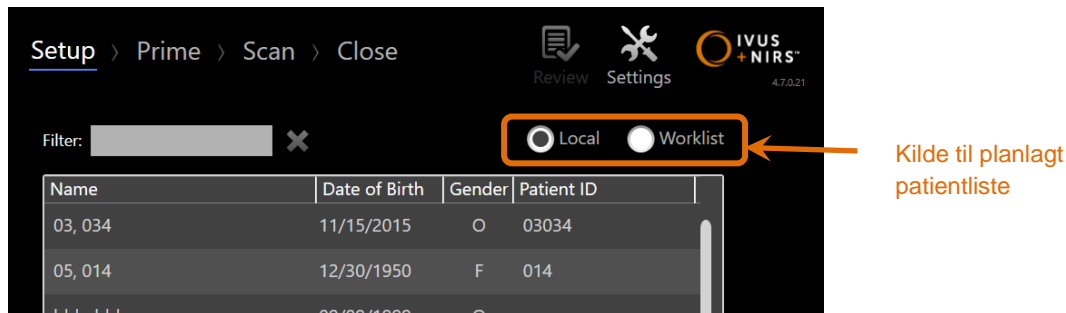 Setup > Prime > Scan > Close
Review Settings
IVUS
+NIRS™
4.7.0.21
Filter:
Local Worklist
Kilde til planlagt
patientliste
Name Date of Birth Gender Patient ID
03, 034 11/15/2015 O 03034
05, 014 12/30/1950 F 014